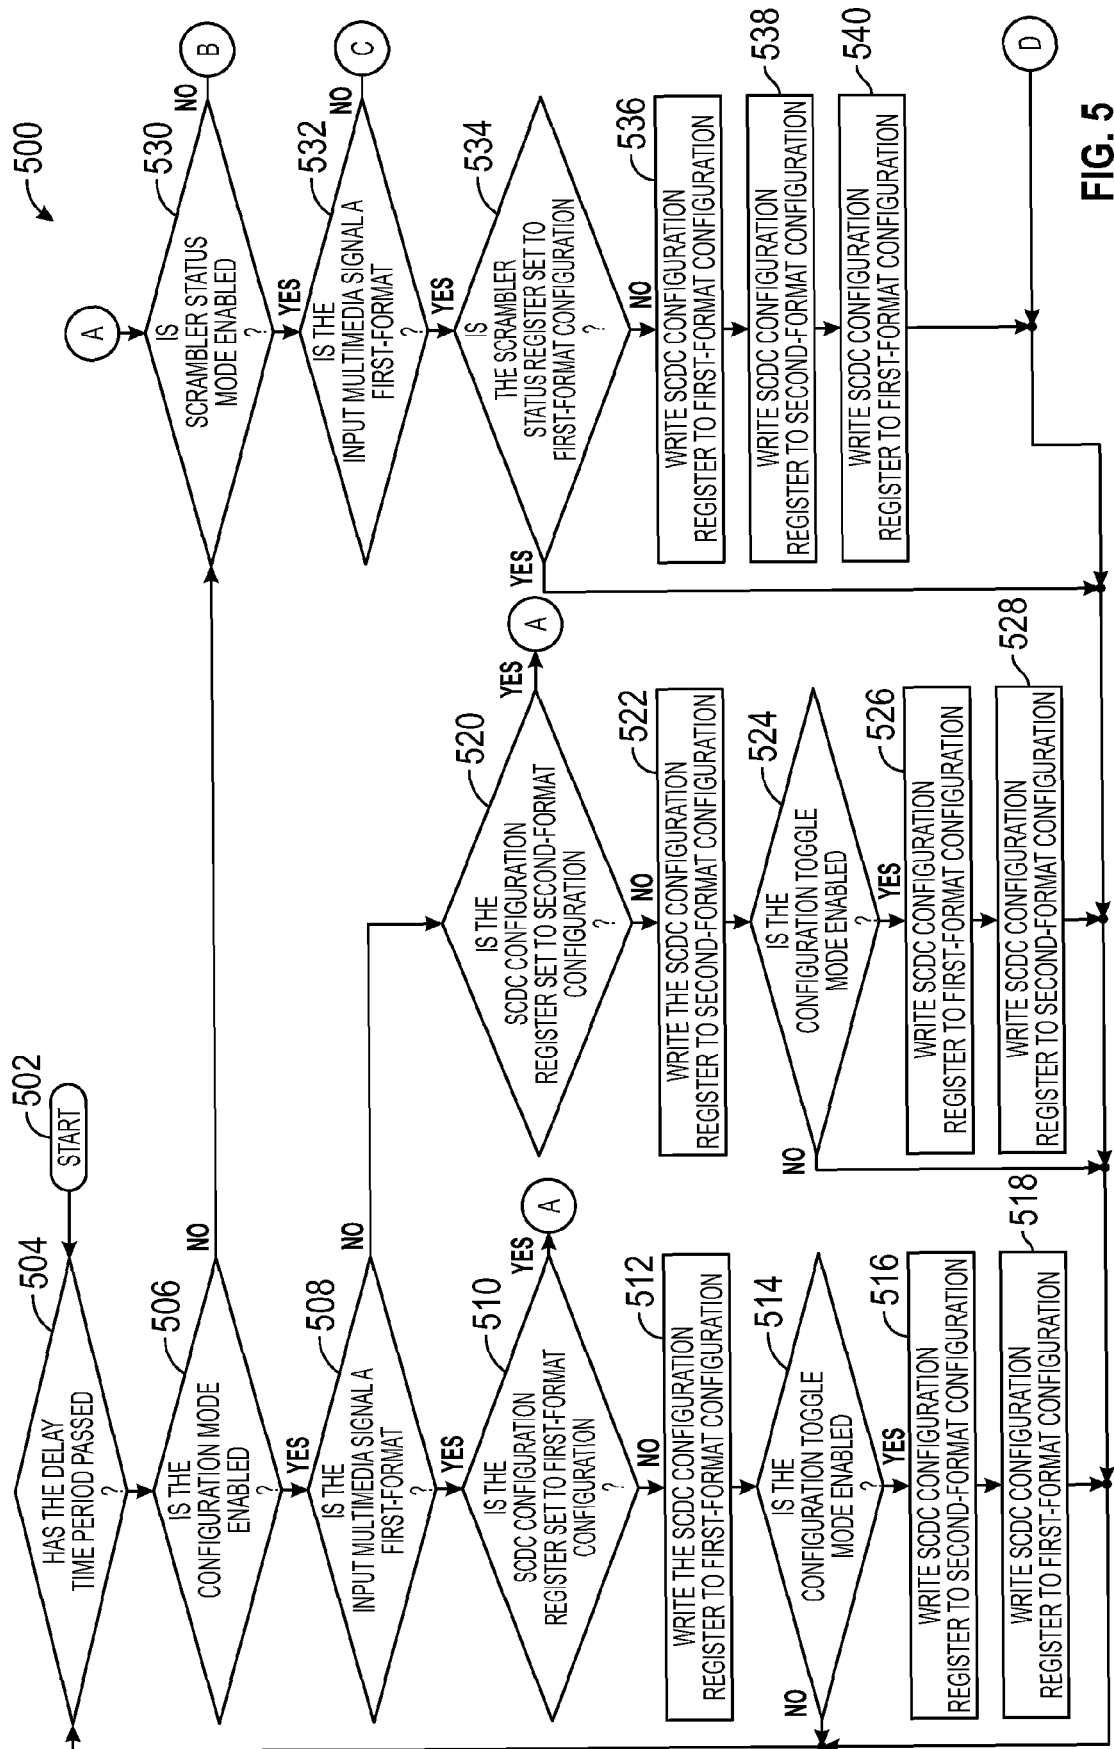 500
502
START
504
HAS THE DELAY
TIME PERIOD PASSED
?
506
IS THE
CONFIGURATION MODE
ENABLED
?
NO
YES
508
IS THE
INPUT MULTIMEDIA SIGNAL A
FIRST-FORMAT
?
NO
YES
510
IS THE
SCDC CONFIGURATION
REGISTER SET TO FIRST-FORMAT
CONFIGURATION
?
YES
A
NO
512
WRITE THE SCDC CONFIGURATION
REGISTER TO FIRST-FORMAT CONFIGURATION
514
IS THE
CONFIGURATION TOGGLE
MODE ENABLED
?
NO
YES
516
WRITE SCDC CONFIGURATION
REGISTER TO SECOND-FORMAT CONFIGURATION
518
WRITE SCDC CONFIGURATION
REGISTER TO FIRST-FORMAT CONFIGURATION
520
IS THE
SCDC CONFIGURATION
REGISTER SET TO SECOND-FORMAT
CONFIGURATION
?
YES
A
NO
522
WRITE THE SCDC CONFIGURATION
REGISTER TO SECOND-FORMAT CONFIGURATION
524
IS THE
CONFIGURATION TOGGLE
MODE ENABLED
?
NO
YES
526
WRITE SCDC CONFIGURATION
REGISTER TO FIRST-FORMAT CONFIGURATION
528
WRITE SCDC CONFIGURATION
REGISTER TO SECOND-FORMAT CONFIGURATION
A
530
IS
SCRAMBLER STATUS
MODE ENABLED
?
NO
B
YES
532
IS THE
INPUT MULTIMEDIA SIGNAL A
FIRST-FORMAT
?
NO
C
YES
534
IS
THE SCRAMBLER
STATUS REGISTER SET TO
FIRST-FORMAT CONFIGURATION
?
YES
NO
536
WRITE SCDC CONFIGURATION
REGISTER TO FIRST-FORMAT CONFIGURATION
538
WRITE SCDC CONFIGURATION
REGISTER TO SECOND-FORMAT CONFIGURATION
540
WRITE SCDC CONFIGURATION
REGISTER TO FIRST-FORMAT CONFIGURATION
D
FIG. 5